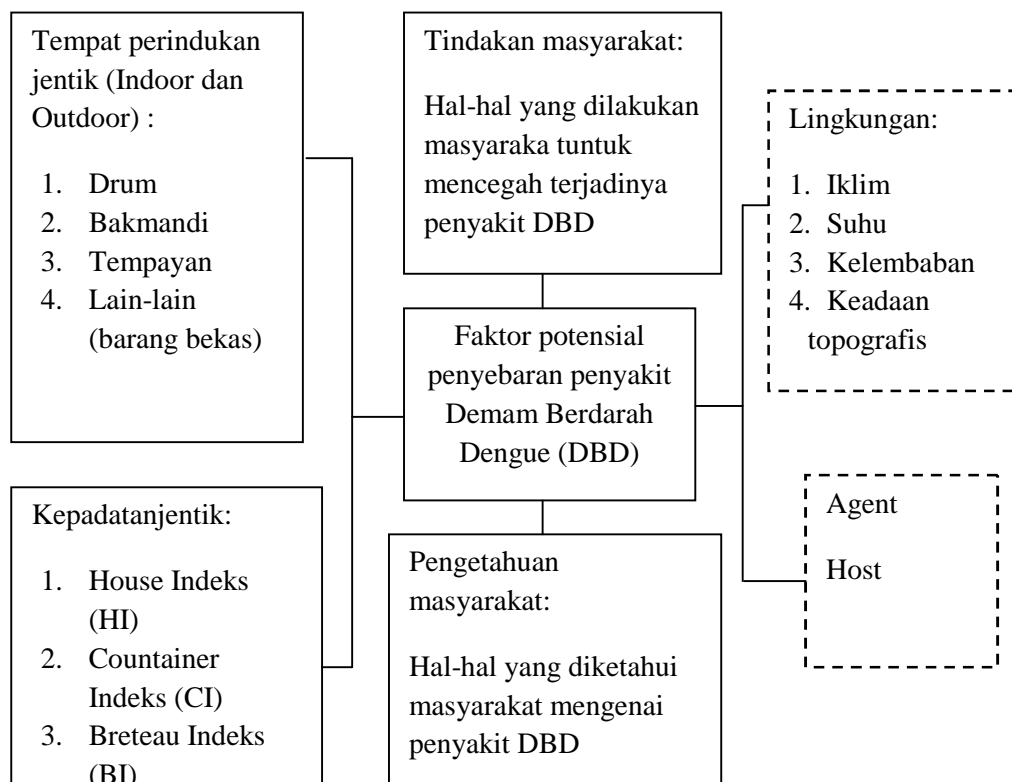 Tempat perindukan
jentik (Indoor dan
Outdoor) :
1. Drum
2. Bakmandi
3. Tempayan
4. Lain-lain
(barang bekas)
Kepadatanjentik:
1. House Indeks
(HI)
2. Countainer
Indeks (CI)
3. Breteau Indeks
(BI)
Tindakan masyarakat:
Hal-hal yang dilakukan
masyaraka tuntuk
mencegah terjadinya
penyakit DBD
Faktor potensial
penyebaran penyakit
Demam Berdarah
Dengue (DBD)
Pengetahuan
masyarakat:
Hal-hal yang diketahui
masyarakat mengenai
penyakit DBD
Lingkungan:
1. Iklim
2. Suhu
3. Kelembaban
4. Keadaan
topografis
Agent
Host